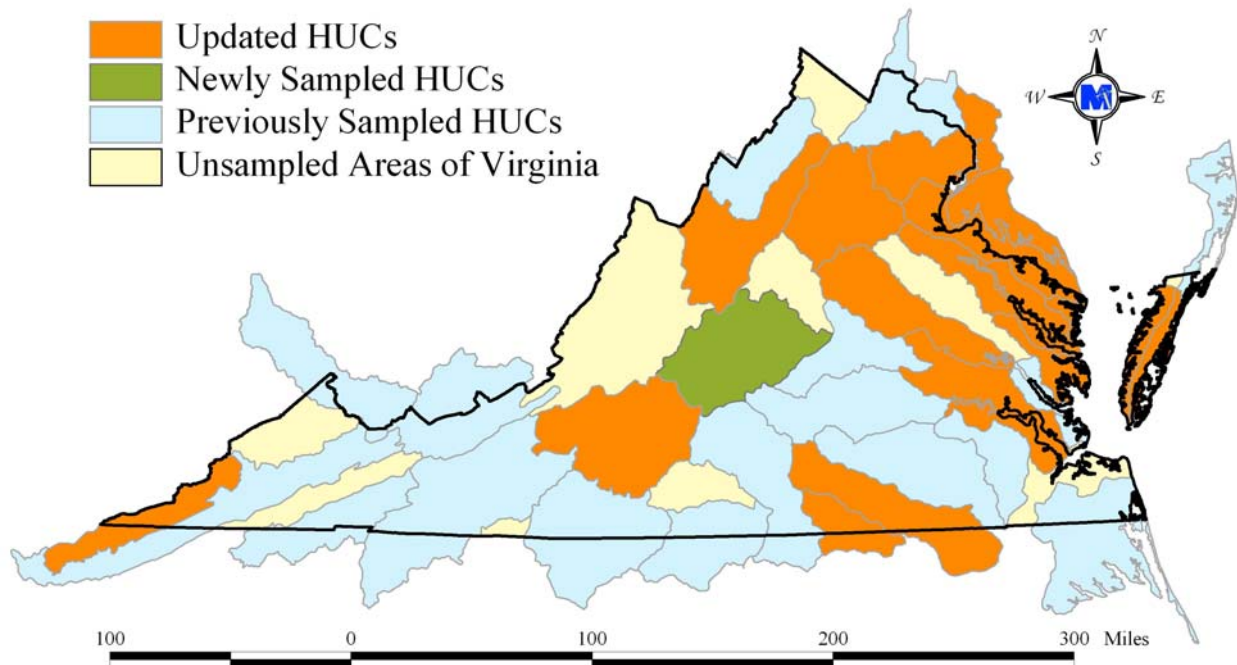 Updated HUCs
Newly Sampled HUCs
Previously Sampled HUCs
Unsampled Areas of Virginia
N
W M E
S
100 0 100 200 300 Miles